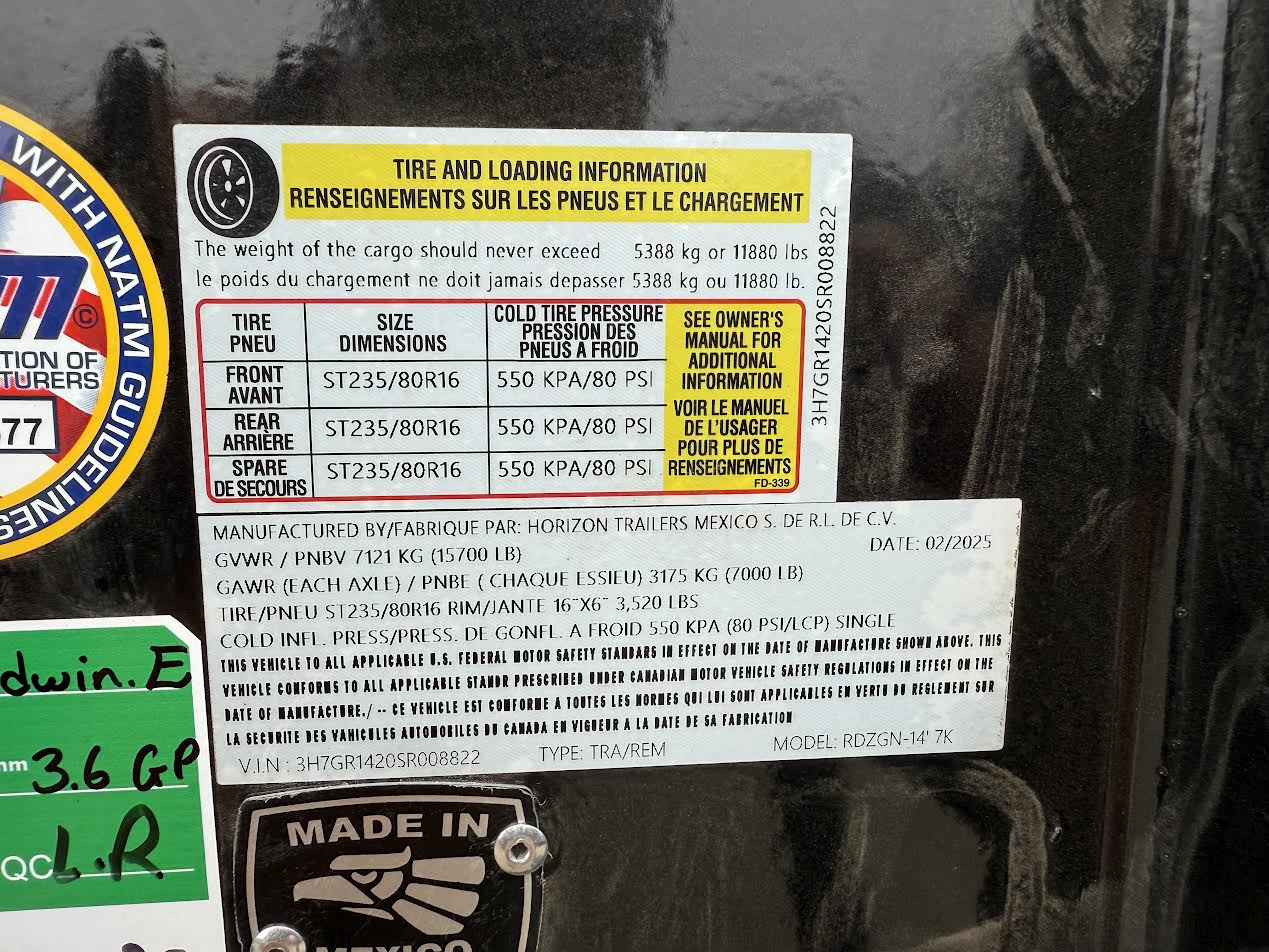 WITH NATM GUIDELINES
©
TION OF
TURERS
77
TIRE AND LOADING INFORMATION
RENSEIGNEMENTS SUR LES PNEUS ET LE CHARGEMENT
The weight of the cargo should never exceed 5388 kg or 11880 lbs
le poids du chargement ne doit jamais depasser 5388 kg ou 11880 lb.
TIRE
PNEU
SIZE
DIMENSIONS
COLD TIRE PRESSURE
PRESSION DES
PNEUS A FROID
FRONT
AVANT
ST235/80R16
550 KPA/80 PSI
REAR
ARRIÈRE
ST235/80R16
550 KPA/80 PSI
SPARE
DE SECOURS
ST235/80R16
550 KPA/80 PSI
SEE OWNER'S
MANUAL FOR
ADDITIONAL
INFORMATION
VOIR LE MANUEL
DE L'USAGER
POUR PLUS DE
RENSEIGNEMENTS
FD-339
3H7GR1420SR008822
MANUFACTURED BY/FABRIQUE PAR: HORIZON TRAILERS MEXICO S. DE R.L. DE C.V.
GVWR / PNBV 7121 KG (15700 LB)
DATE: 02/2025
GAWR (EACH AXLE) / PNBE ( CHAQUE ESSIEU) 3175 KG (7000 LB)
TIRE/PNEU ST235/80R16 RIM/JANTE 16"X6" 3,520 LBS
COLD INFL. PRESS/PRESS. DE GONFL. A FROID 550 KPA (80 PSI/LCP) SINGLE
THIS VEHICLE TO ALL APPLICABLE U.S. FEDERAL MOTOR SAFETY STANDARS IN EFFECT ON THE DATE OF MANUFACTURE SHOWN ABOVE. THIS
VEHICLE CONFORMS TO ALL APPLICABLE STANDR PRESCRIBED UNDER CANADIAN MOTOR VEHICLE SAFETY REGULATIONS IN EFFECT ON THE
DATE OF MANUFACTURE./ -- CE VEHICLE EST CONFORME A TOUTES LES NORMES QUI LUI SONT APPLICABLES EN VERTU DU REGLEMENT SUR
LA SECURITE DES VAHICULES AUTOMOBILES DU CANADA EN VIGUEUR A LA DATE DE SA FABRICATION
V.I.N : 3H7GR1420SR008822 TYPE: TRA/REM MODEL: RDZGN-14' 7K
dwin. E
mm 3.6 GP
QC L.R
MADE IN
MEXICO